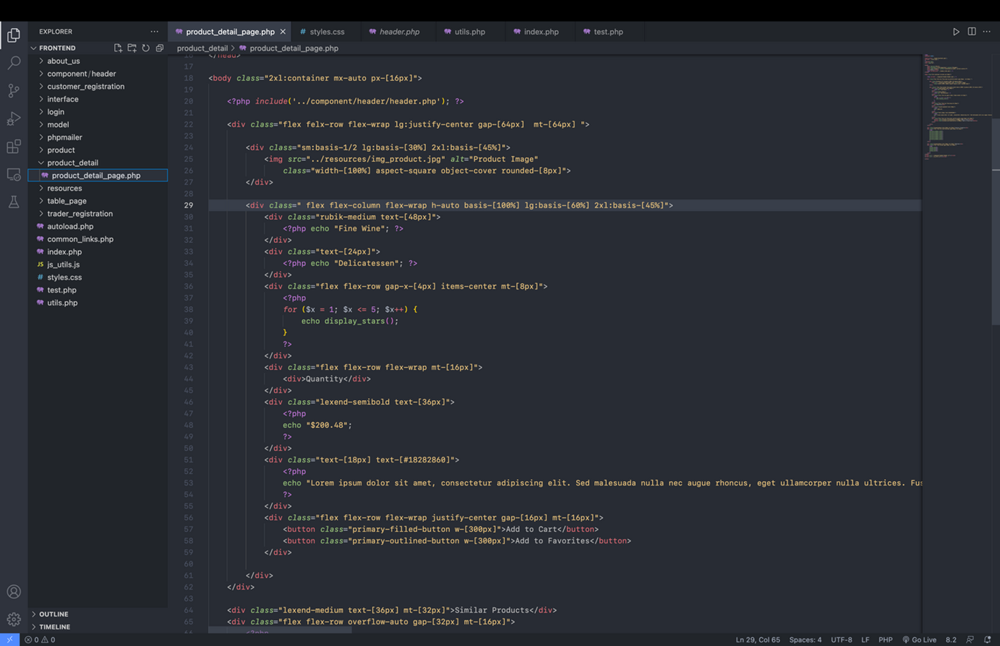 EXPLORER
FRONTEND
about_us
component/header
customer_registration
interface
login
model
phpmailer
product
product_detail
product_detail_page.php
resources
table_page
trader_registration
autoload.php
common_links.php
index.php
JS js_utils.js
# styles.css
test.php
utils.php
OUTLINE
TIMELINE
product_detail_page.php
# styles.css
header.php
utils.php
index.php
test.php
product_detail > product_detail_page.php
16 </head>
17
18 <body class="2xl:container mx-auto px-[16px]">
19
20 <?php include('../component/header/header.php'); ?>
21
22 <div class="flex felx-row flex-wrap lg:justify-center gap-[64px]  mt-[64px] ">
23
24 <div class="sm:basis-1/2 lg:basis-[30%] 2xl:basis-[45%]">
25 <img src="../resources/img_product.jpg" alt="Product Image"
26 class="width-[100%] aspect-square object-cover rounded-[8px]">
27 </div>
28
29 <div class=" flex flex-column flex-wrap h-auto basis-[100%] lg:basis-[60%] 2xl:basis-[45%]">
30 <div class="rubik-medium text-[48px]">
31 <?php echo "Fine Wine"; ?>
32 </div>
33 <div class="text-[24px]">
34 <?php echo "Delicatessen"; ?>
35 </div>
36 <div class="flex flex-row gap-x-[4px] items-center mt-[8px]">
37 <?php
38 for ($x = 1; $x <= 5; $x++) {
39 echo display_stars();
40 }
41 ?>
42 </div>
43 <div class="flex flex-row flex-wrap mt-[16px]">
44 <div>Quantity</div>
45 </div>
46 <div class="lexend-semibold text-[36px]">
47 <?php
48 echo "$200.48";
49 ?>
50 </div>
51 <div class="text-[18px] text-[#18282860]">
52 <?php
53 echo "Lorem ipsum dolor sit amet, consectetur adipiscing elit. Sed malesuada nulla nec augue rhoncus, eget ullamcorper nulla ultrices. Fus
54 ?>
55 </div>
56 <div class="flex flex-row flex-wrap justify-center gap-[16px] mt-[16px]">
57 <button class="primary-filled-button w-[300px]">Add to Cart</button>
58 <button class="primary-outlined-button w-[300px]">Add to Favorites</button>
59 </div>
60
61 </div>
62 </div>
63
64 <div class="lexend-medium text-[36px] mt-[32px]">Similar Products</div>
65 <div class="flex flex-row overflow-auto gap-[32px] mt-[16px]">
66 <?php
0 0
Ln 29, Col 65 Spaces: 4 UTF-8 LF PHP Go Live 8.2